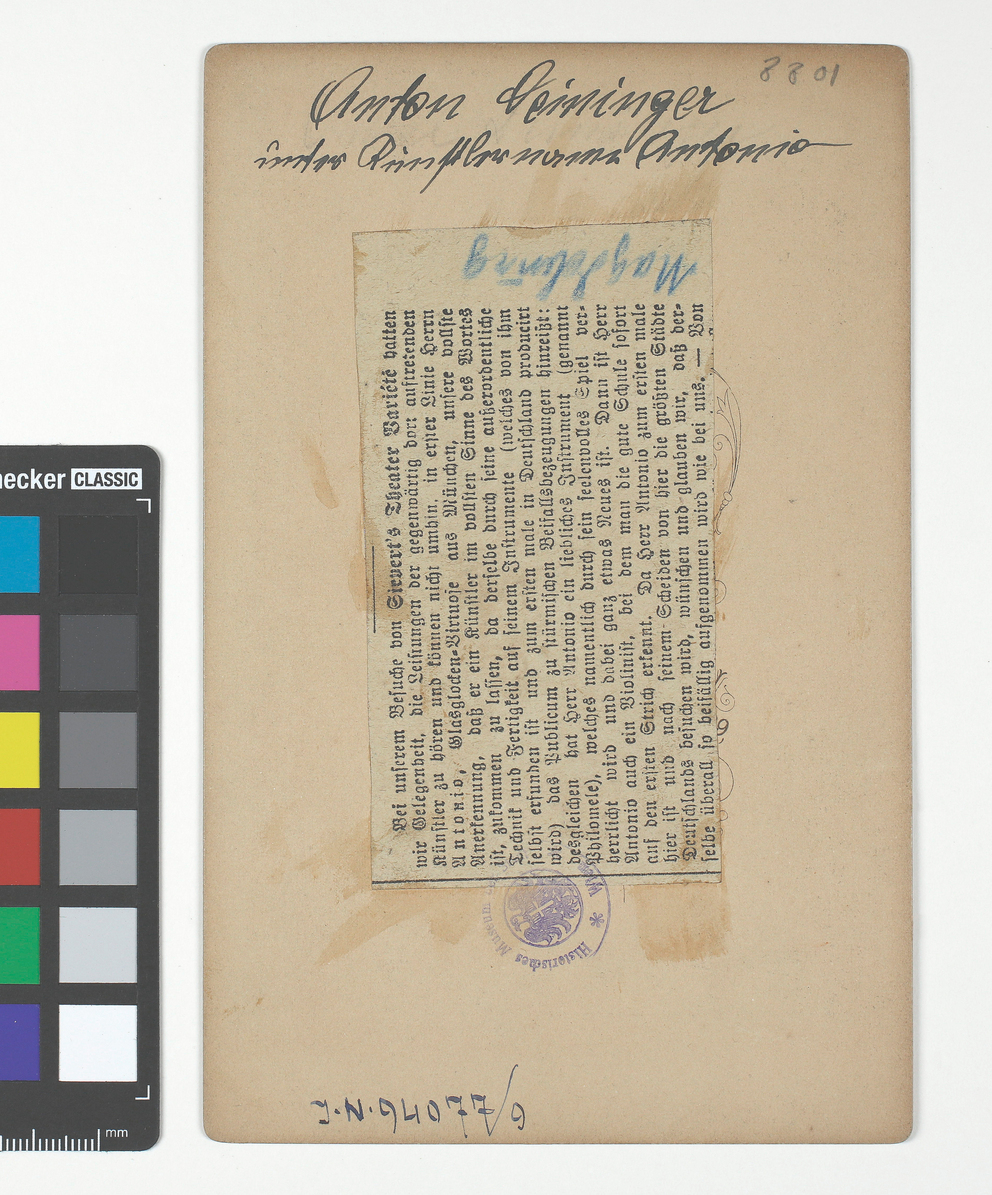 8801
Anton Leininger
unter Künstlername Antonio
Magdeburg
Bei unserem Besuche von Sievert's Theater Variété hatten
wir Gelegenheit, die Leistungen der gegenwärtig dort auftretenden
Künstler zu hören und können nicht umhin, in erster Linie Herrn
Antonio, Glasglocken-Virtuose aus München, unsere vollste
Anerkennung, daß er ein Künstler im vollsten Sinne des Wortes
ist, zukommen zu lassen, da derselbe durch seine außerordentliche
Technik und Fertigkeit auf seinem Instrumente (welches von ihm
selbst erfunden ist und zum ersten male in Deutschland producirt
wird) das Publicum zu stürmischen Beifallsbezeugungen hinreißt:
desgleichen hat Herr Antonio ein liebliches Instrument (genannt
Philomele), welches namentlich durch sein seelenvolles Spiel ver-
herrlicht wird und dabei ganz etwas Neues ist. Dann ist Herr
Antonio auch ein Violinist, bei dem man die gute Schule sofort
auf den ersten Strich erkennt. Da Herr Antonio zum ersten male
hier ist und nach seinem Scheiden von hier die größten Städte
Deutschlands besuchen wird, wünschen und glauben wir, daß der-
selbe überall so beifällig aufgenommen wird wie bei uns. — Von
Historisches Museum Wien *
ecker CLASSIC
mm